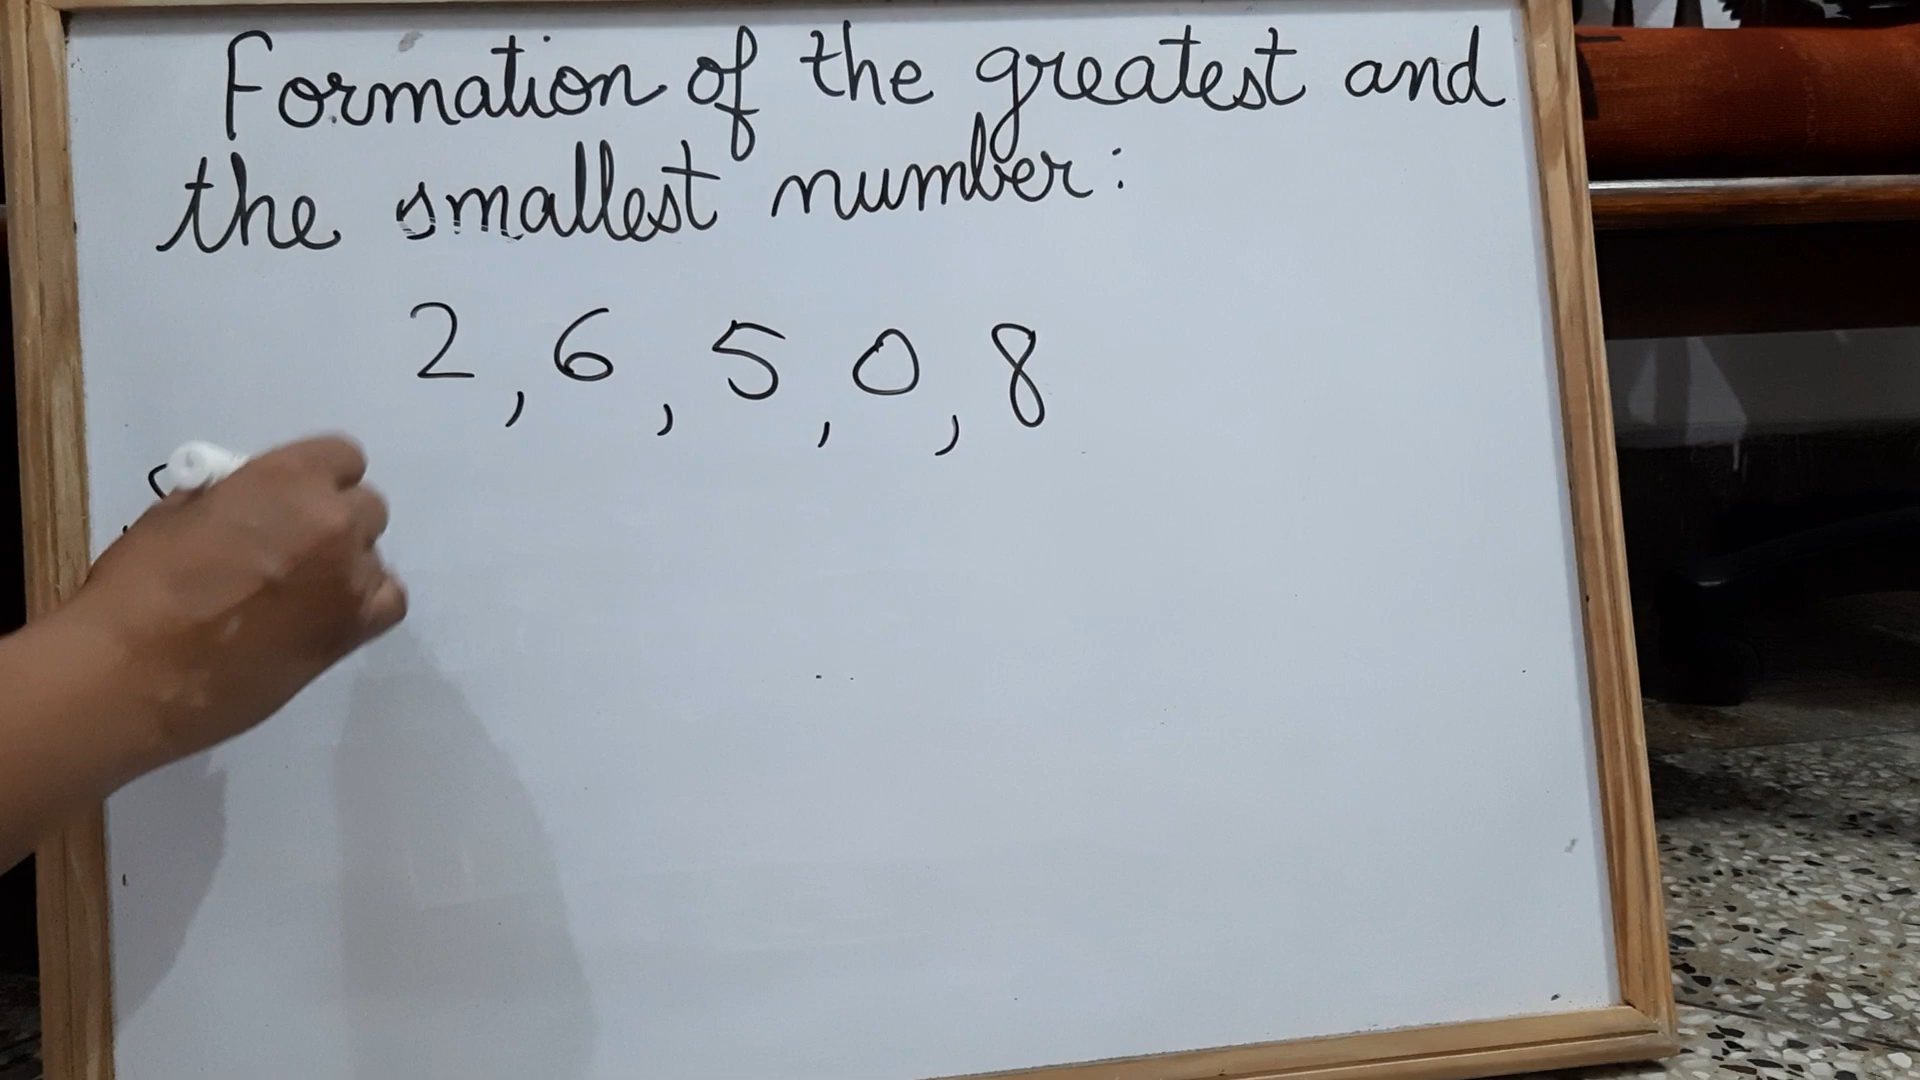 Formation of the greatest and
the smallest number:
2, 6, 5, 0, 8